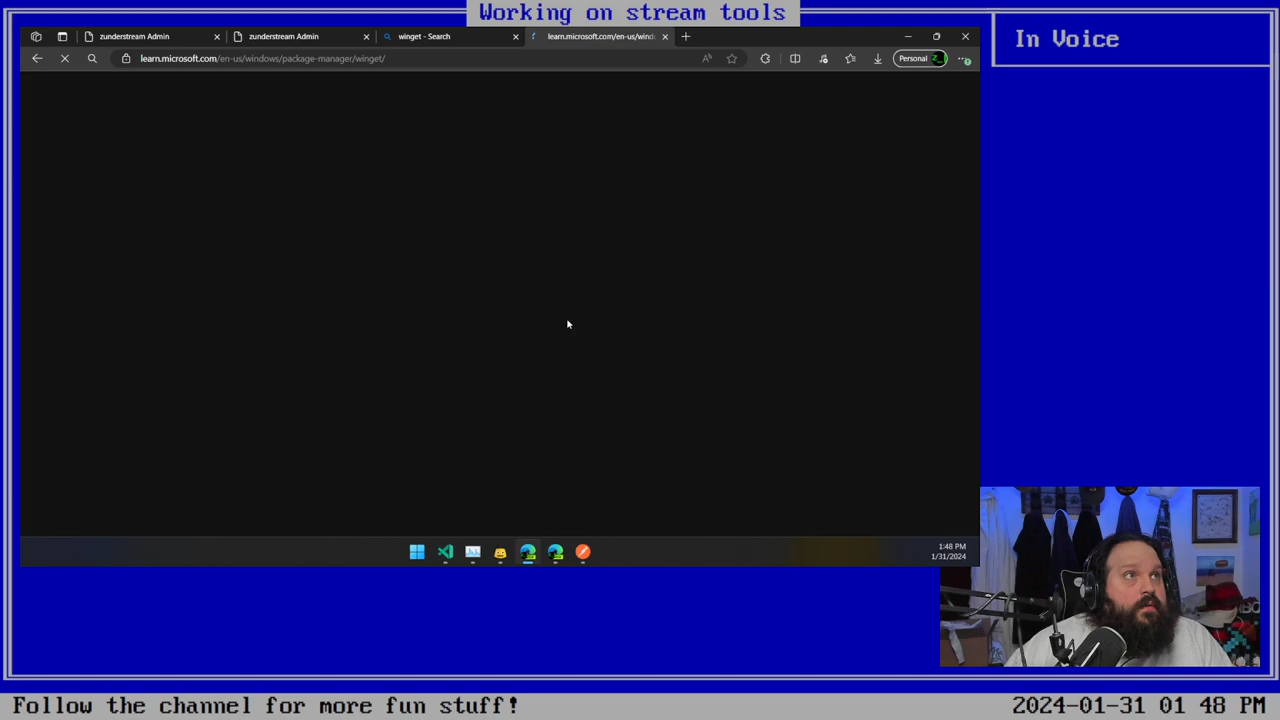 Working on stream tools
zunderstream Admin
zunderstream Admin
winget - Search
learn.microsoft.com/en-us/wind
In Voice
learn.microsoft.com/en-us/windows/package-manager/winget/
Personal
1:48 PM
1/31/2024
Follow the channel for more fun stuff!
2024-01-31 01 48 PM